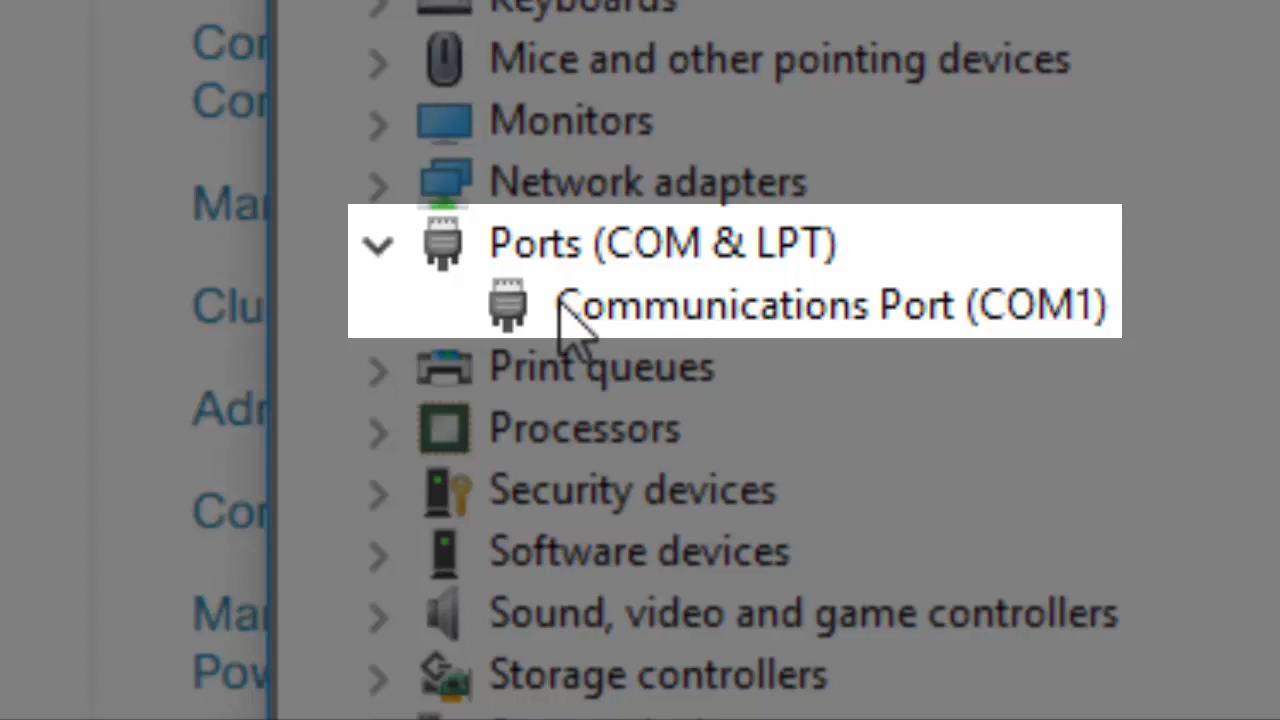 Keyboards
Mice and other pointing devices
Monitors
Network adapters
Ports (COM & LPT)
Communications Port (COM1)
Print queues
Processors
Security devices
Software devices
Sound, video and game controllers
Storage controllers